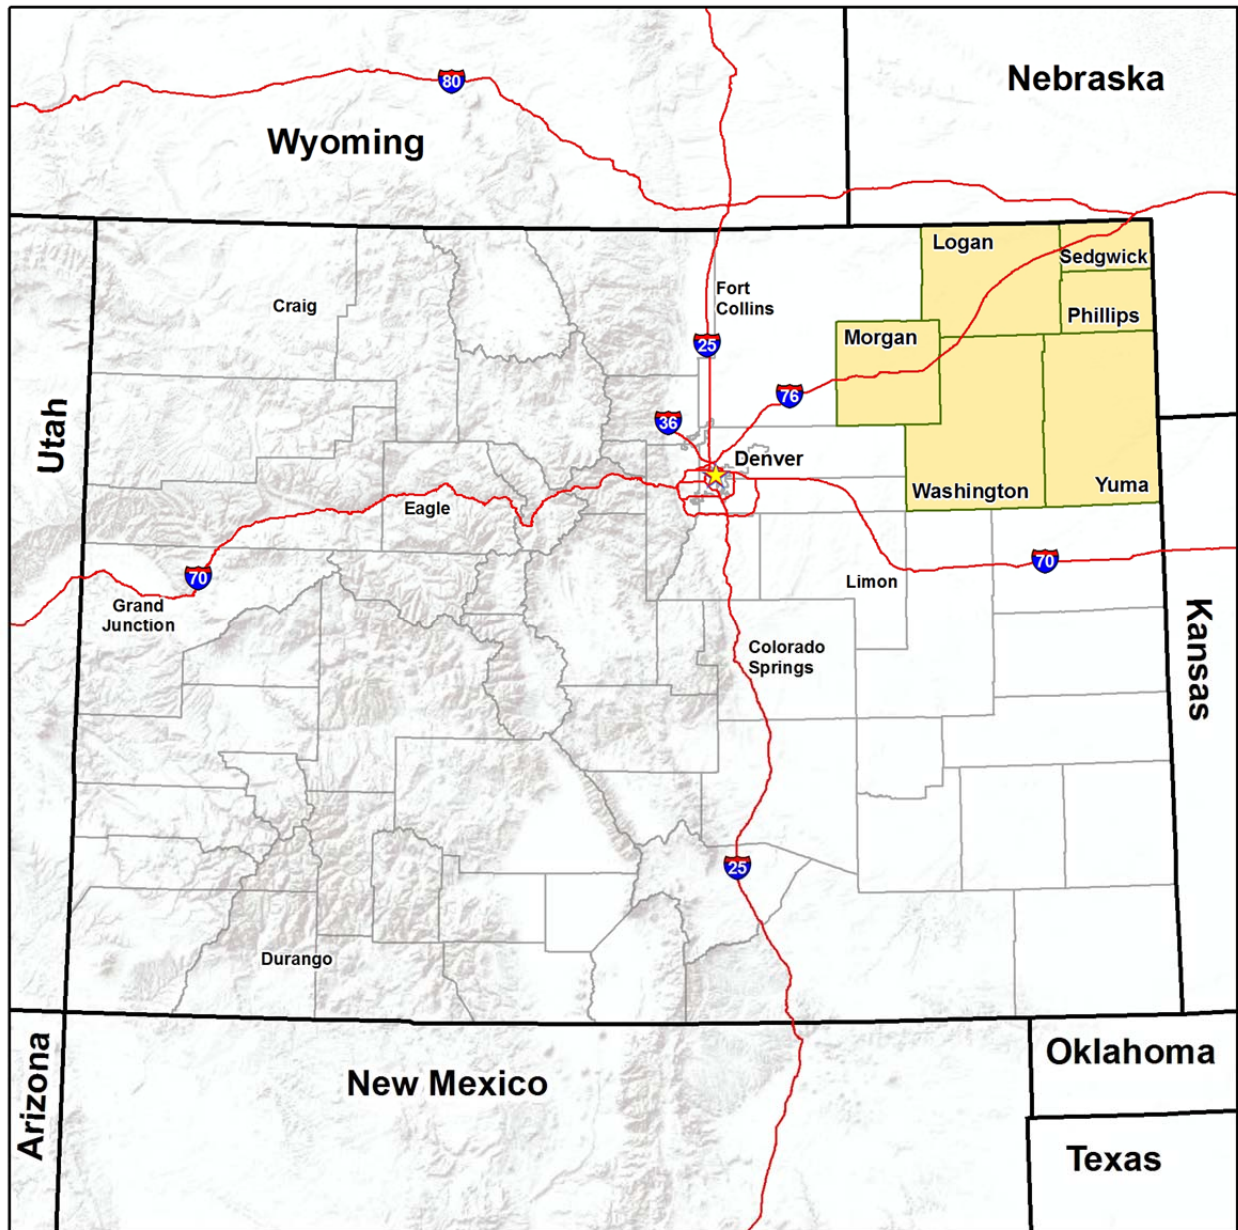 Nebraska
80
Wyoming
Logan
Sedgwick
Fort
Collins
Craig
Phillips
Morgan
25
76
36
Utah
Denver
Washington
Yuma
Eagle
70
70
Limon
Grand
Junction
Kansas
Colorado
Springs
25
Durango
Arizona
New Mexico
Oklahoma
Texas